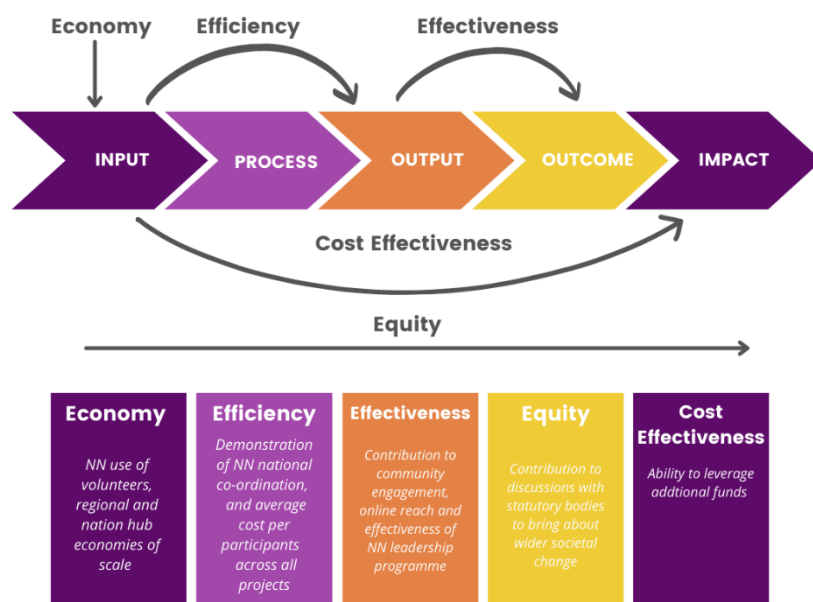 Economy
Efficiency
Effectiveness
INPUT
PROCESS
OUTPUT
OUTCOME
IMPACT
Cost Effectiveness
Equity
Economy
NN use of
volunteers,
regional and
nation hub
economies of
scale
Efficiency
Demonstration
of NN national
co-ordination,
and average
cost per
participants
across all
projects
Effectiveness
Contribution to
community
engagement,
online reach and
effectiveness of
NN leadership
programme
Equity
Contribution to
discussions with
statutory bodies
to bring about
wider societal
change
Cost
Effectiveness
Ability to leverage
addtional funds